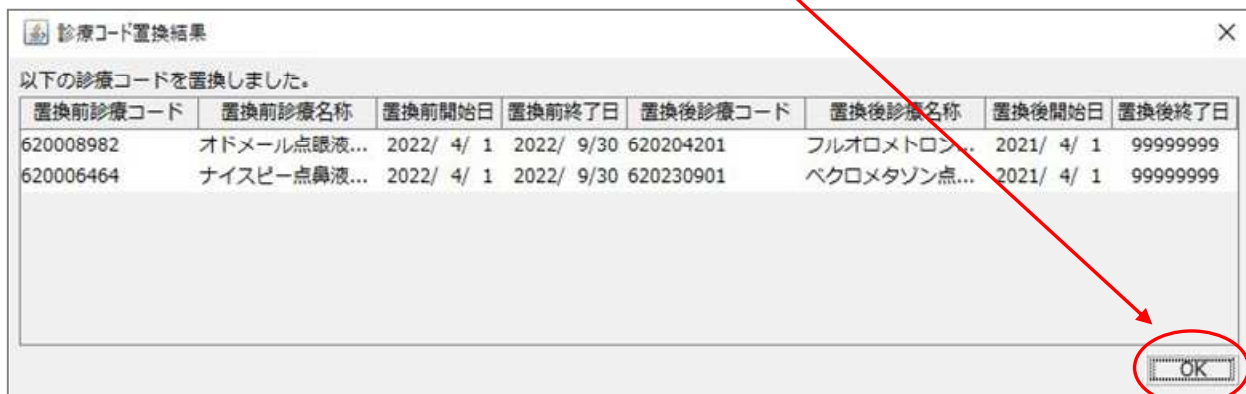 診療コード置換結果
以下の診療コードを置換しました。
置換前診療コード 置換前診療名称 置換前開始日 置換前終了日 置換後診療コード 置換後診療名称 置換後開始日 置換後終了日
620008982 オドメール点眼液... 2022/ 4/ 1 2022/ 9/30 620204201 フルオロメトロン... 2021/ 4/ 1 99999999
620006464 ナイスピー点鼻液... 2022/ 4/ 1 2022/ 9/30 620230901 ベクロメタゾン点... 2021/ 4/ 1 99999999
OK